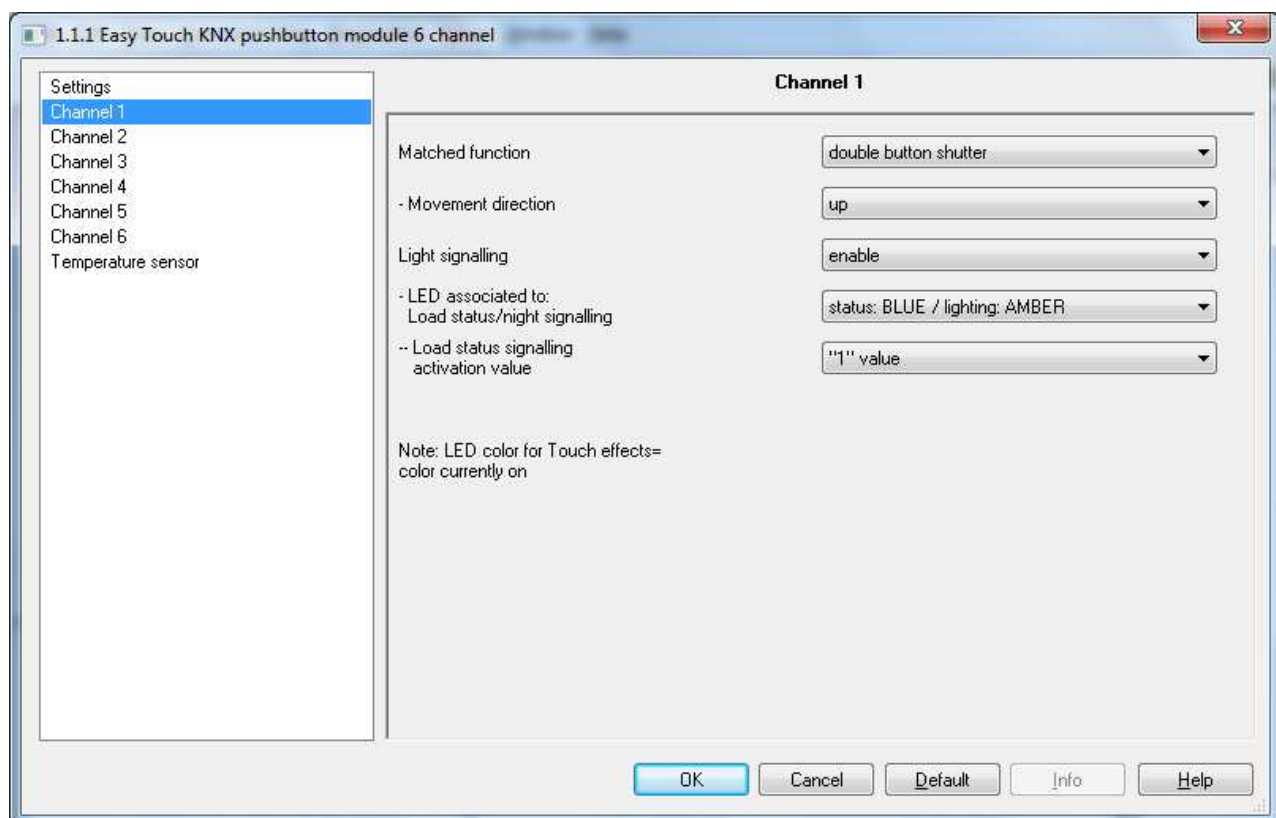 1.1.1 Easy Touch KNX pushbutton module 6 channel
Settings
Channel 1
Channel 2
Channel 3
Channel 4
Channel 5
Channel 6
Temperature sensor
Channel 1
Matched function
double button shutter
- Movement direction
up
Light signalling
enable
- LED associated to:
Load status/night signalling
status: BLUE / lighting: AMBER
-- Load status signalling
activation value
"1" value
Note: LED color for Touch effects=
color currently on
OK
Cancel
Default
Info
Help